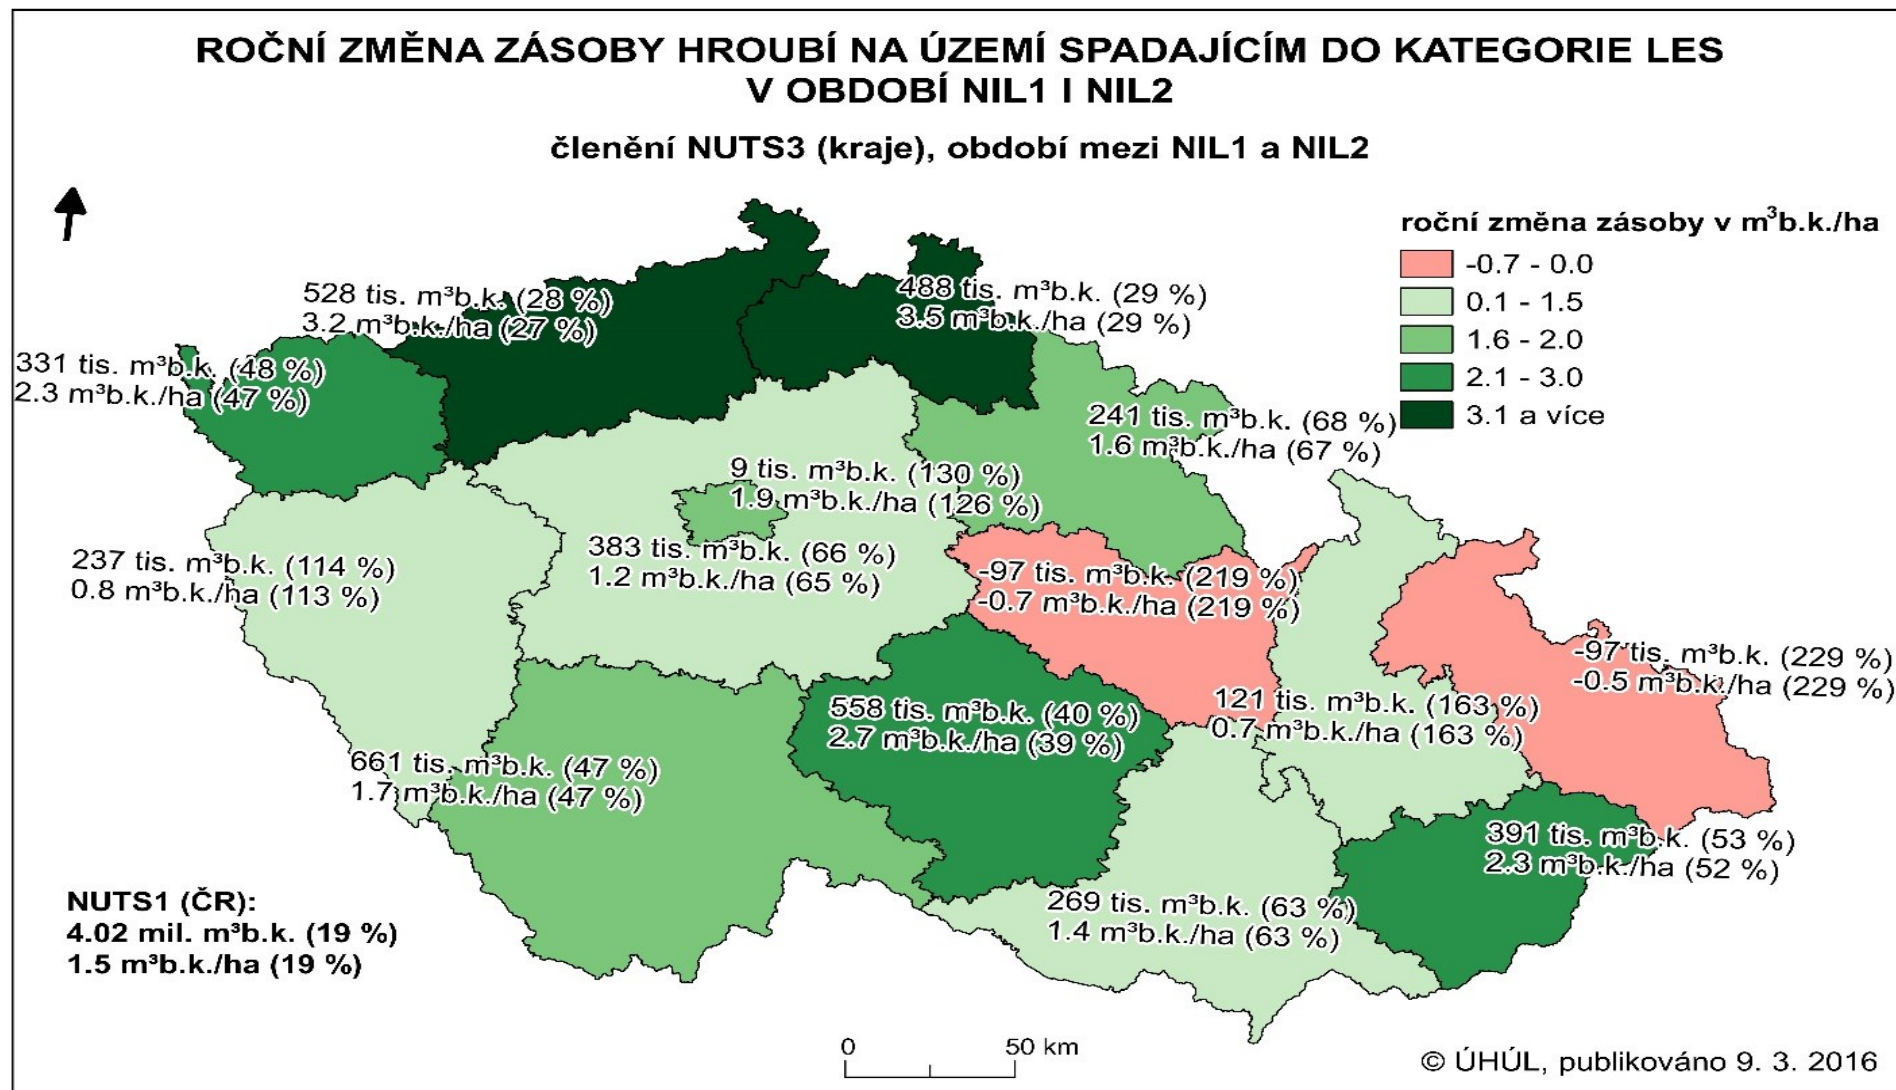 ROČNÍ ZMĚNA ZÁSOBY HROUBÍ NA ÚZEMÍ SPADAJÍCÍM DO KATEGORIE LES
V OBDOBÍ NIL1 I NIL2
členění NUTS3 (kraje), období mezi NIL1 a NIL2
roční změna zásoby v m³b.k./ha
-0.7 - 0.0
0.1 - 1.5
1.6 - 2.0
2.1 - 3.0
3.1 a více
528 tis. m³b.k. (28 %)
3.2 m³b.k./ha (27 %)
488 tis. m³b.k. (29 %)
3.5 m³b.k./ha (29 %)
331 tis. m³b.k. (48 %)
2.3 m³b.k./ha (47 %)
241 tis. m³b.k. (68 %)
1.6 m³b.k./ha (67 %)
9 tis. m³b.k. (130 %)
1.9 m³b.k./ha (126 %)
383 tis. m³b.k. (66 %)
1.2 m³b.k./ha (65 %)
237 tis. m³b.k. (114 %)
0.8 m³b.k./ha (113 %)
-97 tis. m³b.k. (219 %)
-0.7 m³b.k./ha (219 %)
-97 tis. m³b.k. (229 %)
-0.5 m³b.k./ha (229 %)
121 tis. m³b.k. (163 %)
0.7 m³b.k./ha (163 %)
558 tis. m³b.k. (40 %)
2.7 m³b.k./ha (39 %)
661 tis. m³b.k. (47 %)
1.7 m³b.k./ha (47 %)
391 tis. m³b.k. (53 %)
2.3 m³b.k./ha (52 %)
269 tis. m³b.k. (63 %)
1.4 m³b.k./ha (63 %)
NUTS1 (ČR):
4.02 mil. m³b.k. (19 %)
1.5 m³b.k./ha (19 %)
0 50 km
© ÚHÚL, publikováno 9. 3. 2016